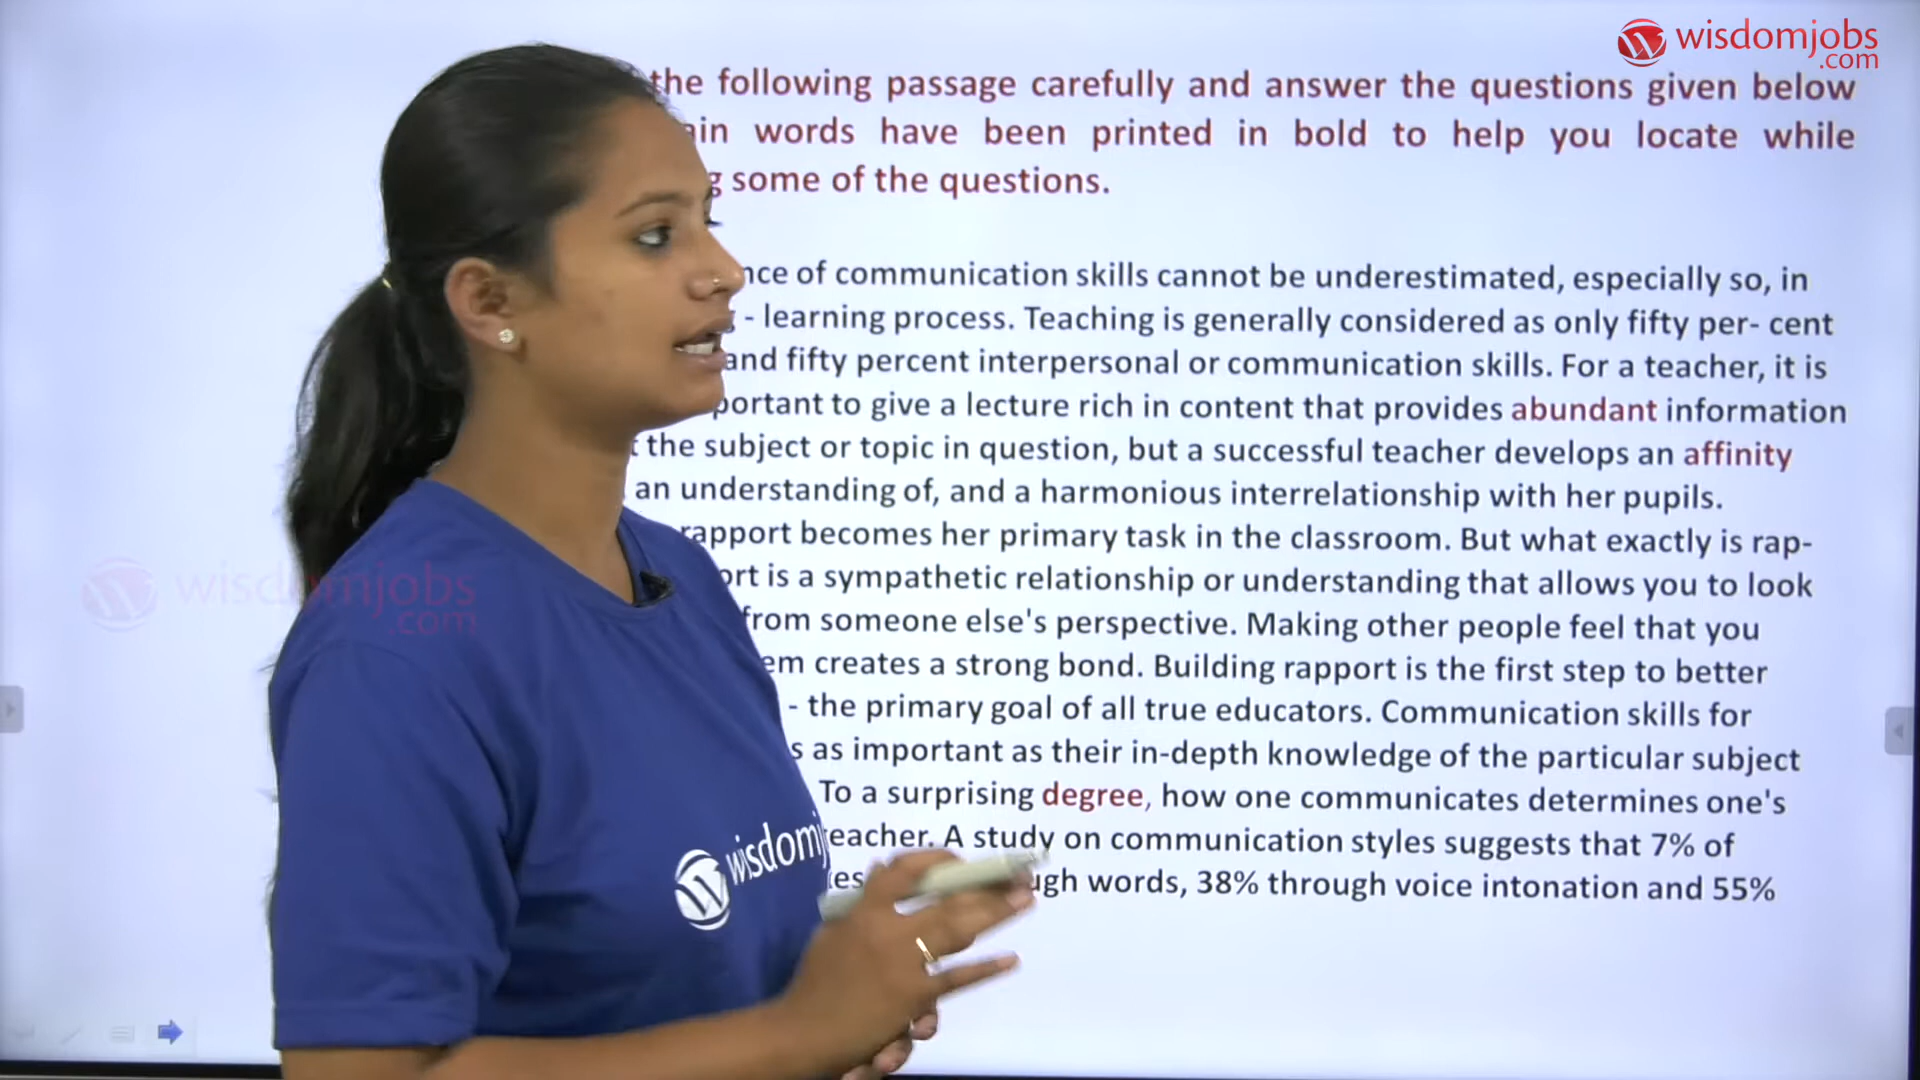 wisdomjobs
.com
the following passage carefully and answer the questions given below
words have been printed in bold to help you locate while
some of the questions.
of communication skills cannot be underestimated, especially so, in
- learning process. Teaching is generally considered as only fifty per- cent
and fifty percent interpersonal or communication skills. For a teacher, it is
to give a lecture rich in content that provides abundant information
the subject or topic in question, but a successful teacher develops an affinity
an understanding of, and a harmonious interrelationship with her pupils.
rapport becomes her primary task in the classroom. But what exactly is rap-
is a sympathetic relationship or understanding that allows you to look
from someone else's perspective. Making other people feel that you
creates a strong bond. Building rapport is the first step to better
- the primary goal of all true educators. Communication skills for
as important as their in-depth knowledge of the particular subject
To a surprising degree, how one communicates determines one's
teacher. A study on communication styles suggests that 7% of
words, 38% through voice intonation and 55%
wisdomjobs
.com
wisdomj